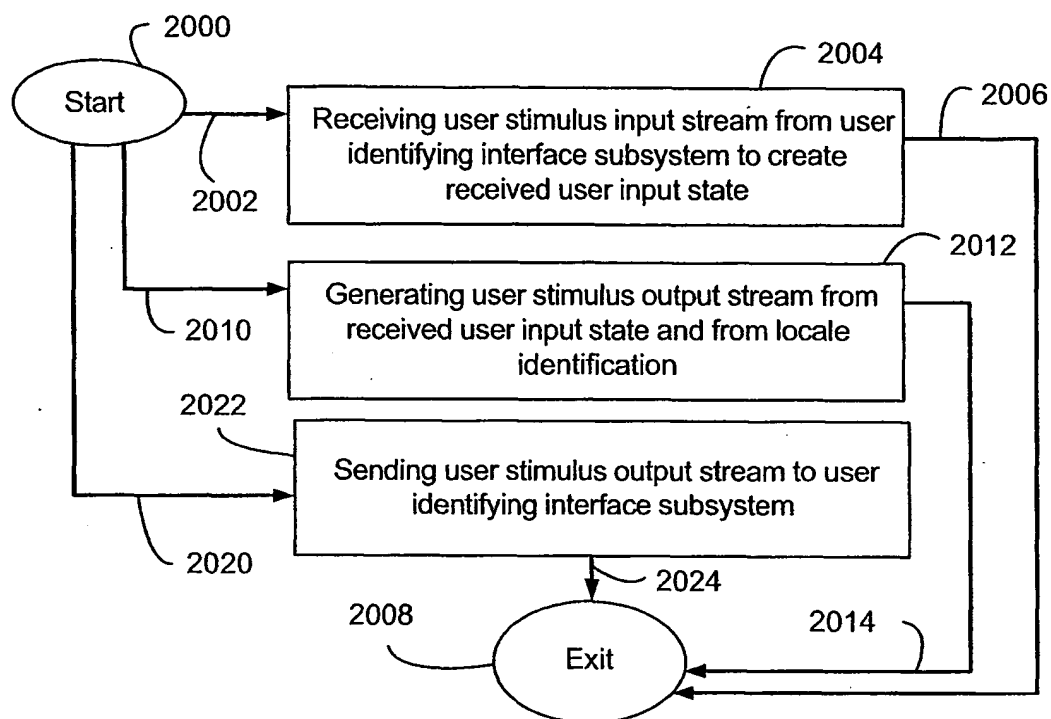 2000
Start
2002
2004
2006
Receiving user stimulus input stream from user
identifying interface subsystem to create
received user input state
2010
2012
Generating user stimulus output stream from
received user input state and from locale
identification
2022
Sending user stimulus output stream to user
identifying interface subsystem
2020
2024
2008
Exit
2014